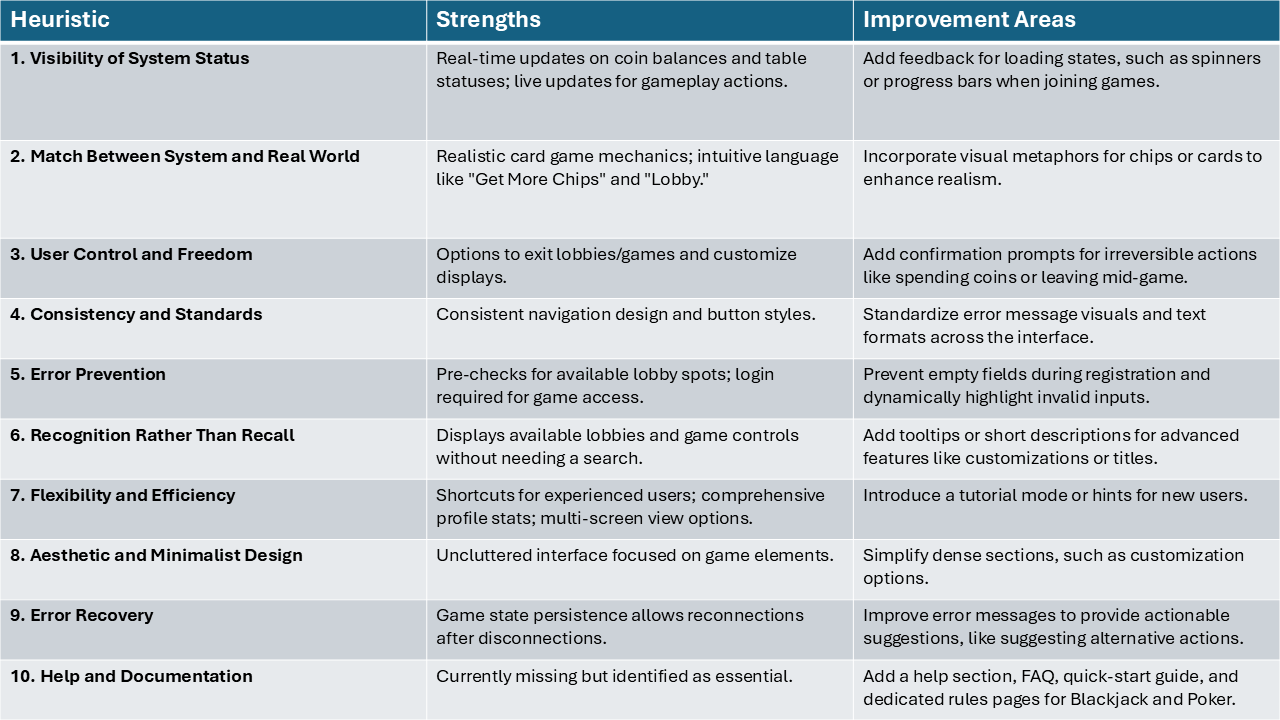 Heuristic
Strengths
Improvement Areas
1. Visibility of System Status
Real-time updates on coin balances and table
statuses; live updates for gameplay actions.
Add feedback for loading states, such as spinners
or progress bars when joining games.
2. Match Between System and Real World
Realistic card game mechanics; intuitive language
like "Get More Chips" and "Lobby."
Incorporate visual metaphors for chips or cards to
enhance realism.
3. User Control and Freedom
Options to exit lobbies/games and customize
displays.
Add confirmation prompts for irreversible actions
like spending coins or leaving mid-game.
4. Consistency and Standards
Consistent navigation design and button styles.
Standardize error message visuals and text
formats across the interface.
5. Error Prevention
Pre-checks for available lobby spots; login
required for game access.
Prevent empty fields during registration and
dynamically highlight invalid inputs.
6. Recognition Rather Than Recall
Displays available lobbies and game controls
without needing a search.
Add tooltips or short descriptions for advanced
features like customizations or titles.
7. Flexibility and Efficiency
Shortcuts for experienced users; comprehensive
profile stats; multi-screen view options.
Introduce a tutorial mode or hints for new users.
8. Aesthetic and Minimalist Design
Uncluttered interface focused on game elements.
Simplify dense sections, such as customization
options.
9. Error Recovery
Game state persistence allows reconnections
after disconnections.
Improve error messages to provide actionable
suggestions, like suggesting alternative actions.
10. Help and Documentation
Currently missing but identified as essential.
Add a help section, FAQ, quick-start guide, and
dedicated rules pages for Blackjack and Poker.